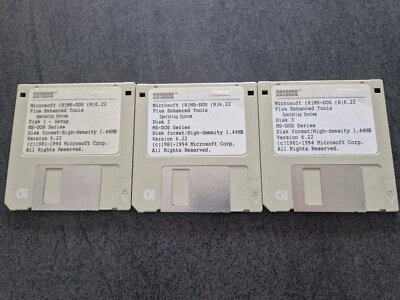 Microsoft (R)MS-DOS (R)6.22
Plus Enhanced Tools
Operating System
Disk 1 - Setup
MS-DOS Series
Disk format:High-density 1.44MB
Version 6.22
(c)1981-1994 Microsoft Corp.
All Rights Reserved.
Microsoft (R)MS-DOS (R)6.22
Plus Enhanced Tools
Operating System
Disk 2
MS-DOS Series
Disk format:High-density 1.44MB
Version 6.22
(c)1981-1994 Microsoft Corp.
All Rights Reserved.
Microsoft (R)MS-DOS (R)6.22
Plus Enhanced Tools
Operating System
Disk 3
MS-DOS Series
Disk format:High-density 1.44MB
Version 6.22
(c)1981-1994 Microsoft Corp.
All Rights Reserved.